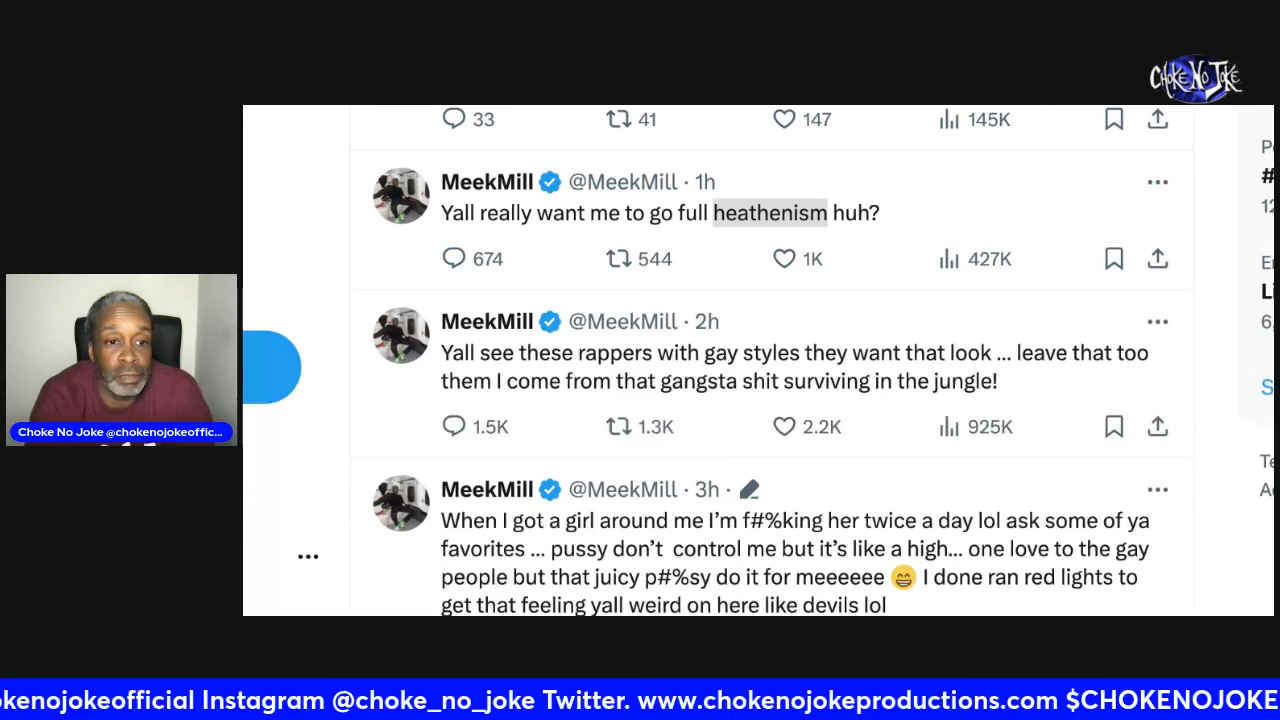 CHOKE NO JOKE
33 41 147 145K
P
#
12
MeekMill @MeekMill · 1h
Yall really want me to go full heathenism huh?
674 544 1K 427K
MeekMill @MeekMill · 2h
Yall see these rappers with gay styles they want that look ... leave that too
them I come from that gangsta shit surviving in the jungle!
1.5K 1.3K 2.2K 925K
MeekMill @MeekMill · 3h ·
When I got a girl around me I’m f#%king her twice a day lol ask some of ya
favorites ... pussy don’t control me but it’s like a high... one love to the gay
people but that juicy p#%sy do it for meeeeee 😄 I done ran red lights to
get that feeling yall weird on here like devils lol
Choke No Joke @chokenojokeoffic...
okenojokeofficial Instagram @choke_no_joke Twitter. www.chokenojokeproductions.com $CHOKENOJOKE